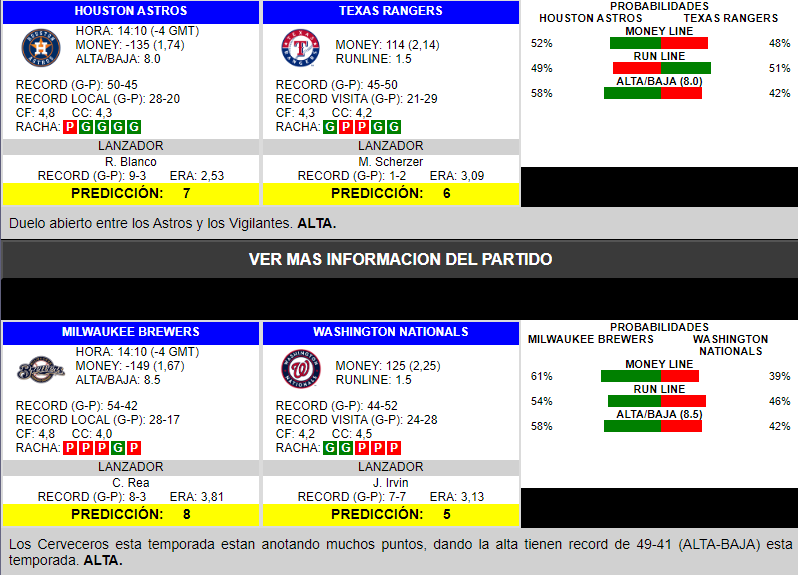 HOUSTON ASTROS
HORA: 14:10 (-4 GMT)
MONEY: -135 (1,74)
ALTA/BAJA: 8.0
RECORD (G-P): 50-45
RECORD LOCAL (G-P): 28-20
CF: 4,8 CC: 4,3
RACHA: P G G G G
LANZADOR
R. Blanco
RECORD (G-P): 9-3 ERA: 2,53
PREDICCIÓN: 7
TEXAS RANGERS
MONEY: 114 (2,14)
RUNLINE: 1.5
RECORD (G-P): 45-50
RECORD VISITA (G-P): 21-29
CF: 4,3 CC: 4,2
RACHA: G P P G G
LANZADOR
M. Scherzer
RECORD (G-P): 1-2 ERA: 3,09
PREDICCIÓN: 6
PROBABILIDADES
HOUSTON ASTROS TEXAS RANGERS
MONEY LINE
52% 48%
RUN LINE
49% 51%
ALTA/BAJA (8.0)
58% 42%
Duelo abierto entre los Astros y los Vigilantes. ALTA.
VER MAS INFORMACION DEL PARTIDO
MILWAUKEE BREWERS
Brewers
HORA: 14:10 (-4 GMT)
MONEY: -149 (1,67)
ALTA/BAJA: 8.5
RECORD (G-P): 54-42
RECORD LOCAL (G-P): 28-17
CF: 4,8 CC: 4,0
RACHA: P P P G P
LANZADOR
C. Rea
RECORD (G-P): 8-3 ERA: 3,81
PREDICCIÓN: 8
WASHINGTON NATIONALS
MONEY: 125 (2,25)
RUNLINE: 1.5
RECORD (G-P): 44-52
RECORD VISITA (G-P): 24-28
CF: 4,2 CC: 4,5
RACHA: G G P P P
LANZADOR
J. Irvin
RECORD (G-P): 7-7 ERA: 3,13
PREDICCIÓN: 5
PROBABILIDADES
MILWAUKEE BREWERS WASHINGTON
NATIONALS
MONEY LINE
61% 39%
RUN LINE
54% 46%
ALTA/BAJA (8.5)
58% 42%
Los Cerveceros esta temporada estan anotando muchos puntos, dando la alta tienen record de 49-41 (ALTA-BAJA) esta
temporada. ALTA.